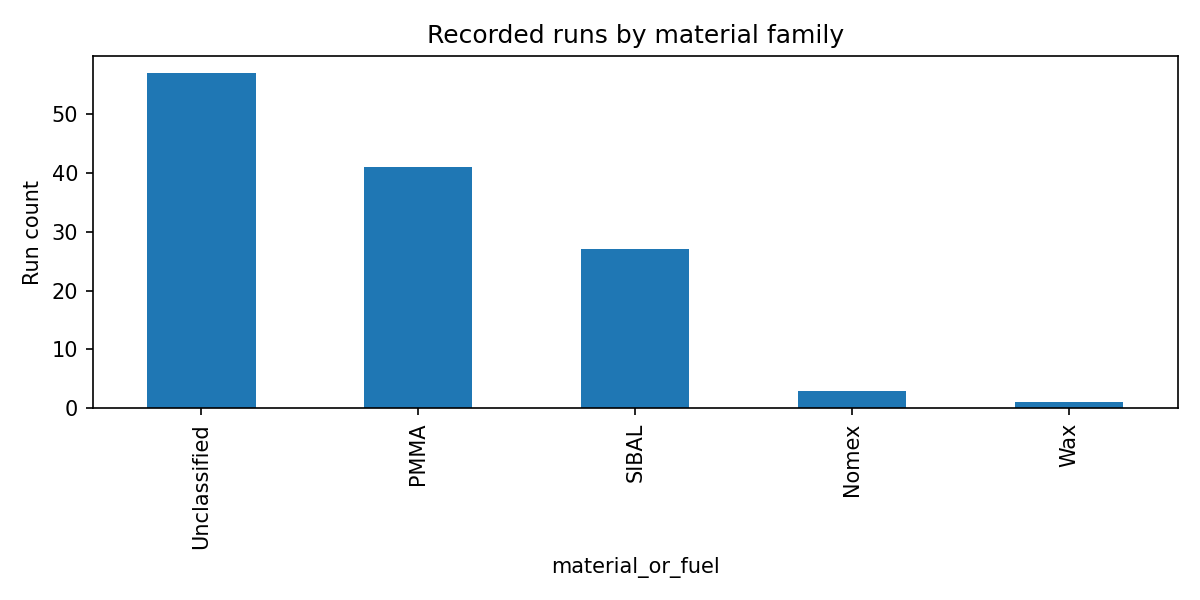 Recorded runs by material family
Run count
50
40
30
20
10
0
Unclassified
PMMA
SIBAL
Nomex
Wax
material_or_fuel